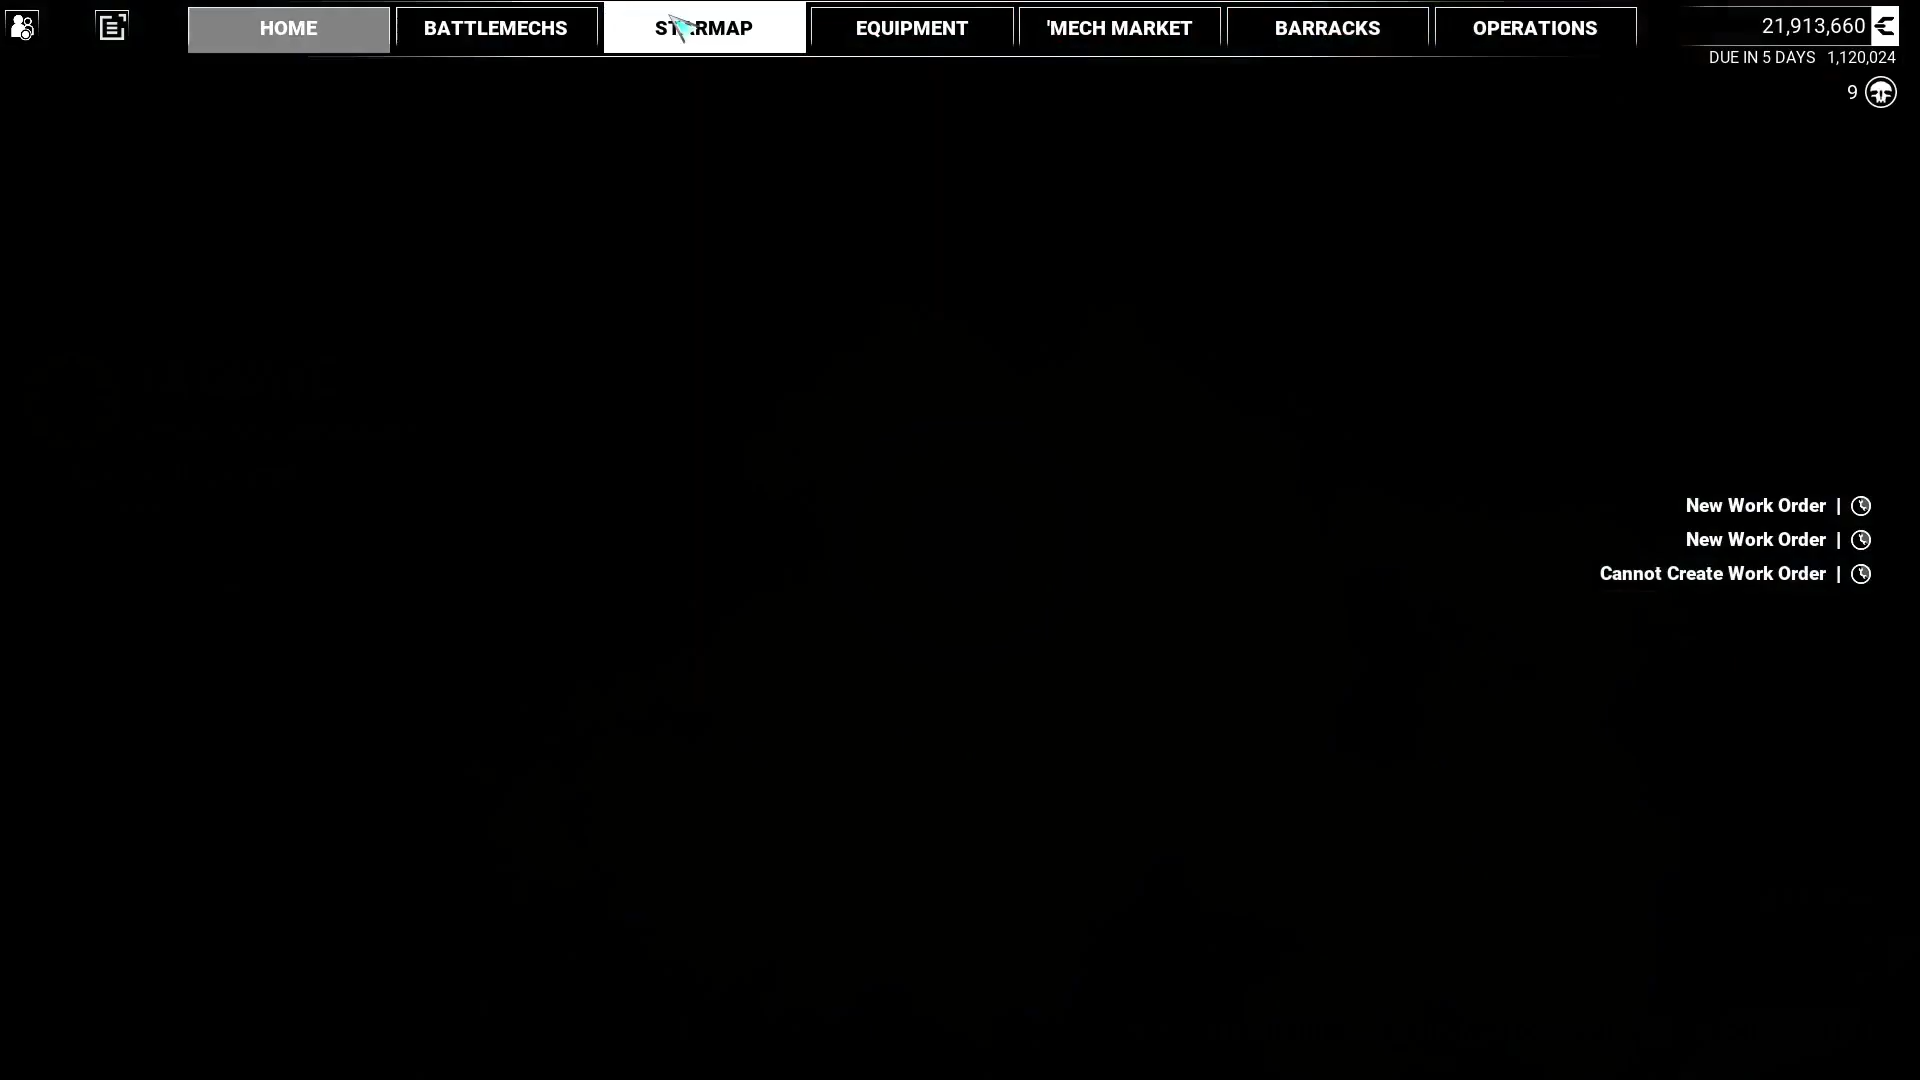 HOME
BATTLEMECHS
STARMAP
EQUIPMENT
'MECH MARKET
BARRACKS
OPERATIONS
21,913,660
DUE IN 5 DAYS 1,120,024
9
New Work Order |
New Work Order |
Cannot Create Work Order |